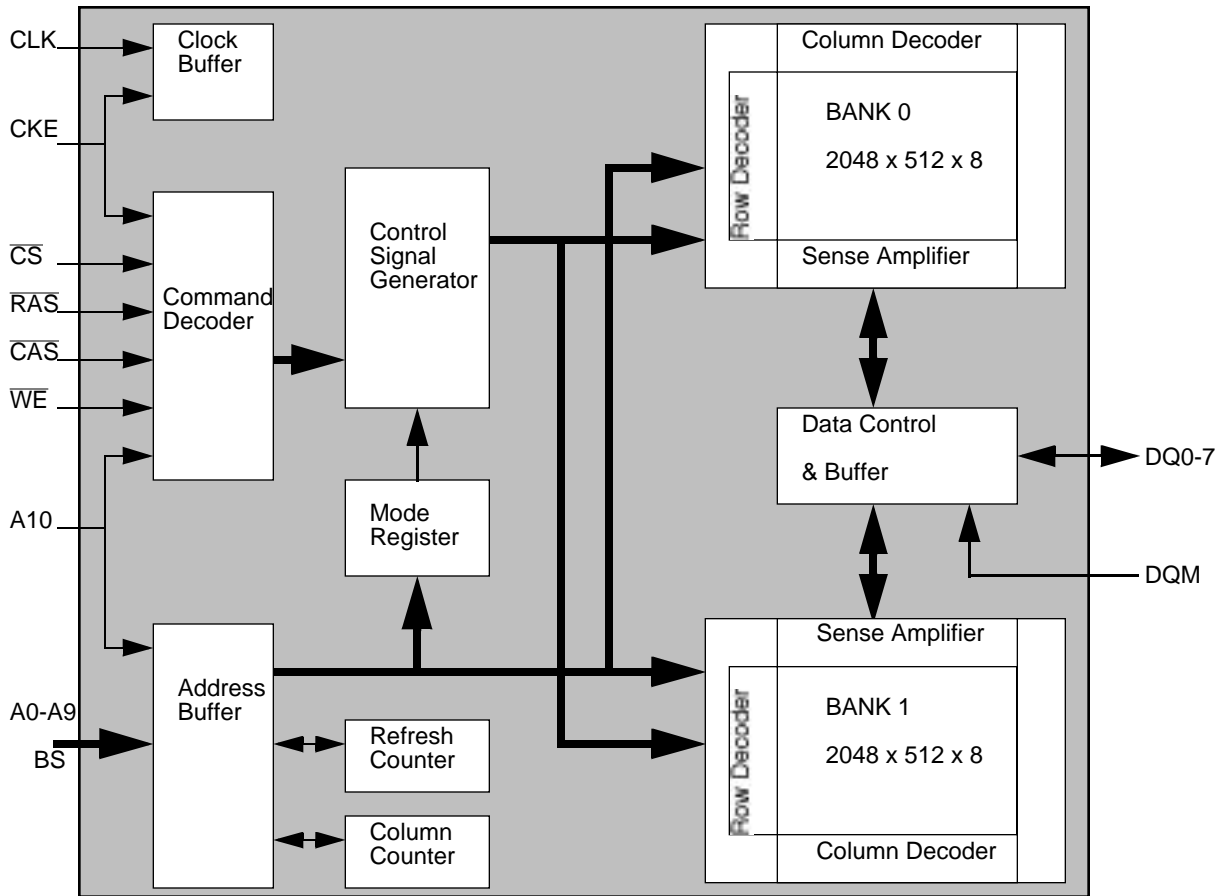 CLK
CKE
CS
RAS
CAS
WE
A10
A0-A9
BS
Clock
Buffer
Command
Decoder
Address
Buffer
Control
Signal
Generator
Mode
Register
Refresh
Counter
Column
Counter
Column Decoder
Row Decoder
BANK 0
2048 x 512 x 8
Sense Amplifier
Data Control
& Buffer
DQ0-7
DQM
Sense Amplifier
Row Decoder
BANK 1
2048 x 512 x 8
Column Decoder